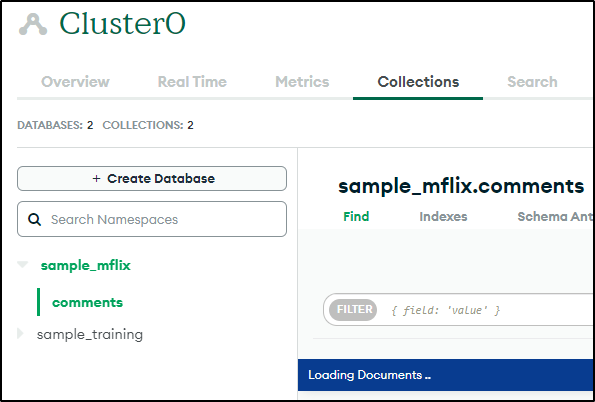 Cluster0
Overview Real Time Metrics Collections Search
DATABASES: 2 COLLECTIONS: 2
+ Create Database
Search Namespaces
sample_mflix
comments
sample_training
sample_mflix.comments
Find Indexes Schema Ant
FILTER { field: 'value' }
Loading Documents ..